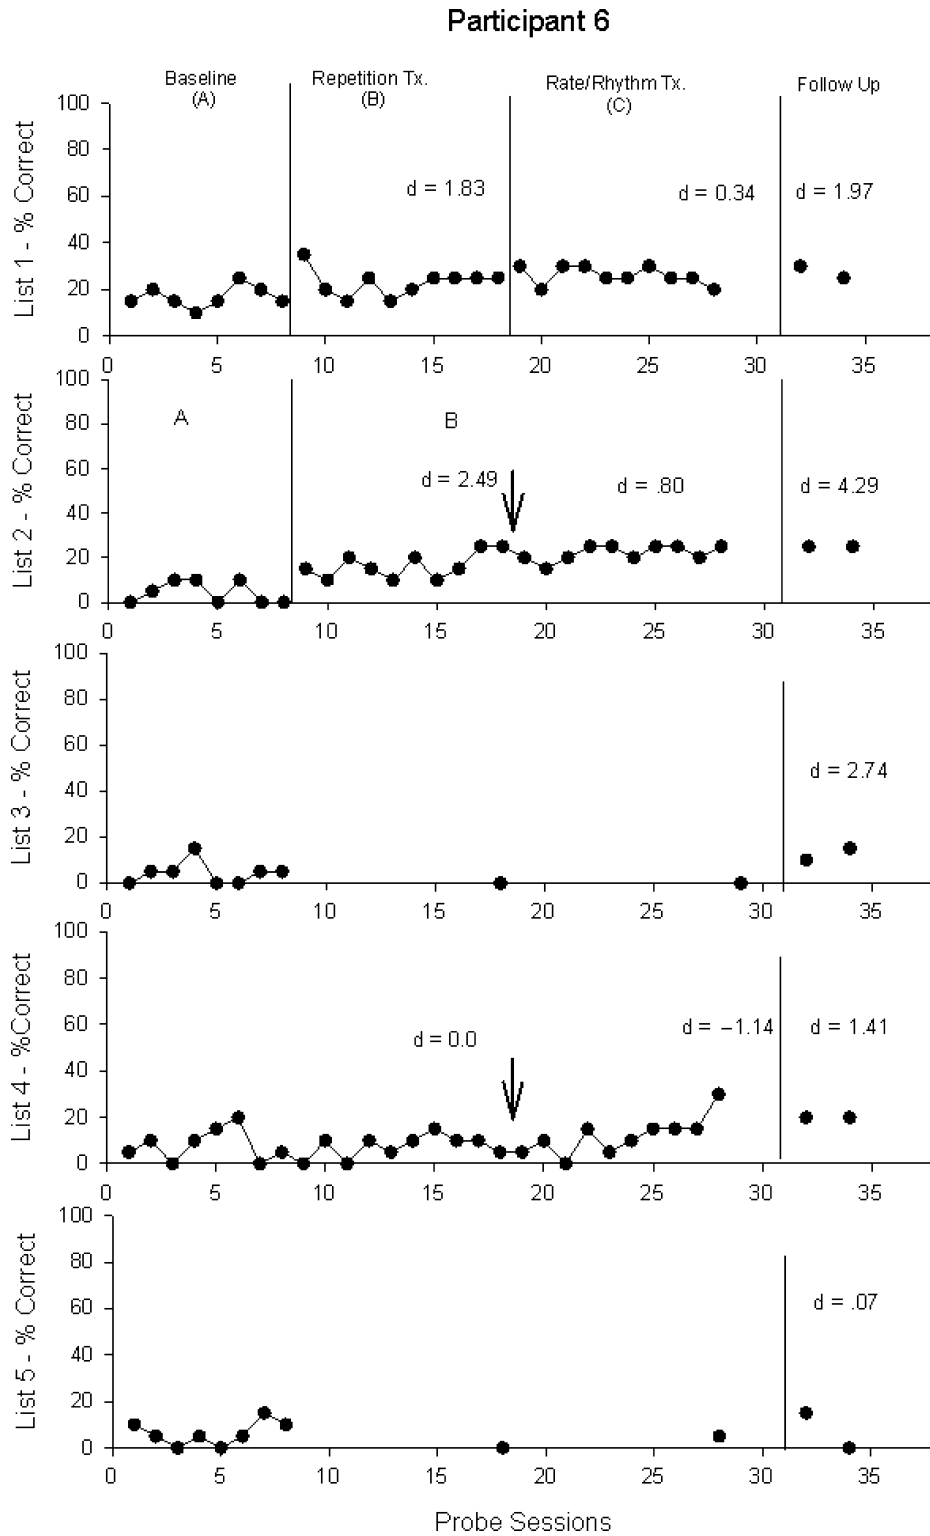 Participant 6
Baseline
(A)
Repetition Tx.
(B)
Rate/Rhythm Tx.
(C)
Follow Up
List 1 - % Correct
100
80
60
40
20
0
d = 1.83
d = 0.34
d = 1.97
0 5 10 15 20 25 30 35
List 2 - % Correct
100
80
60
40
20
0
A
B
d = 2.49
d = .80
d = 4.29
0 5 10 15 20 25 30 35
List 3 - % Correct
100
80
60
40
20
0
d = 2.74
0 5 10 15 20 25 30 35
List 4 - %Correct
100
80
60
40
20
0
d = 0.0
d = −1.14
d = 1.41
0 5 10 15 20 25 30 35
List 5 - % Correct
100
80
60
40
20
0
d = .07
0 5 10 15 20 25 30 35
Probe Sessions